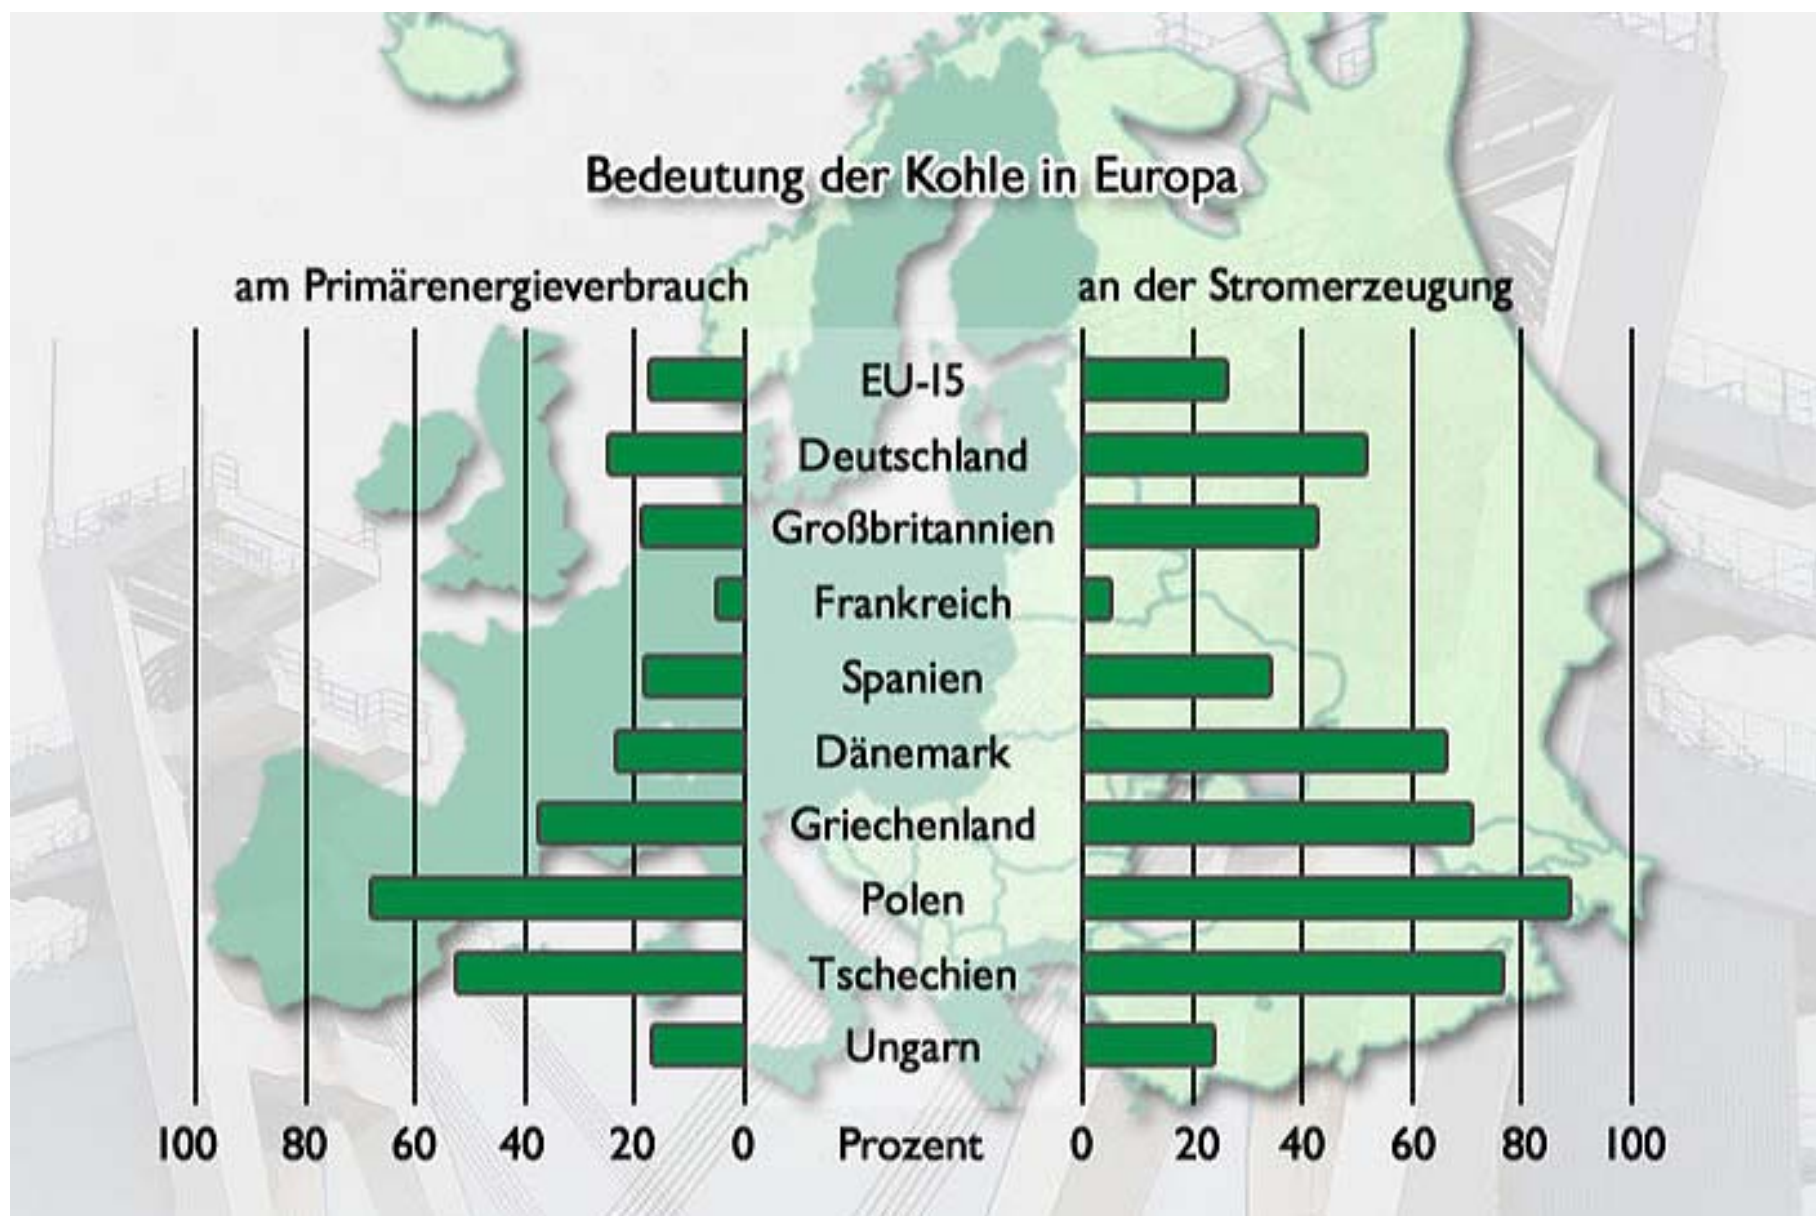 Bedeutung der Kohle in Europa
am Primärenergieverbrauch
an der Stromerzeugung
EU-15
Deutschland
Großbritannien
Frankreich
Spanien
Dänemark
Griechenland
Polen
Tschechien
Ungarn
100 80 60 40 20 0 Prozent 0 20 40 60 80 100